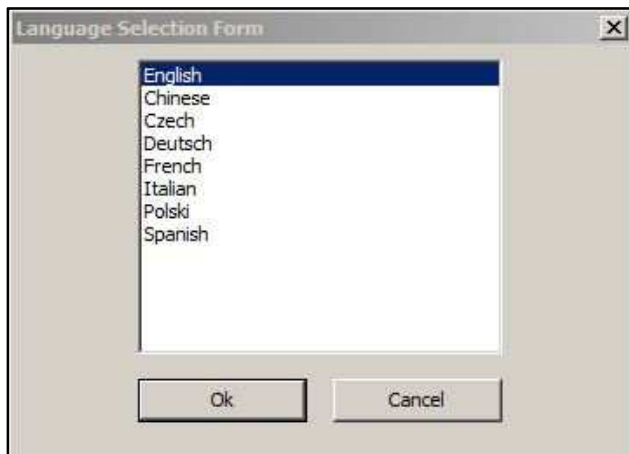 Language Selection Form
English
Chinese
Czech
Deutsch
French
Italian
Polski
Spanish
Ok Cancel